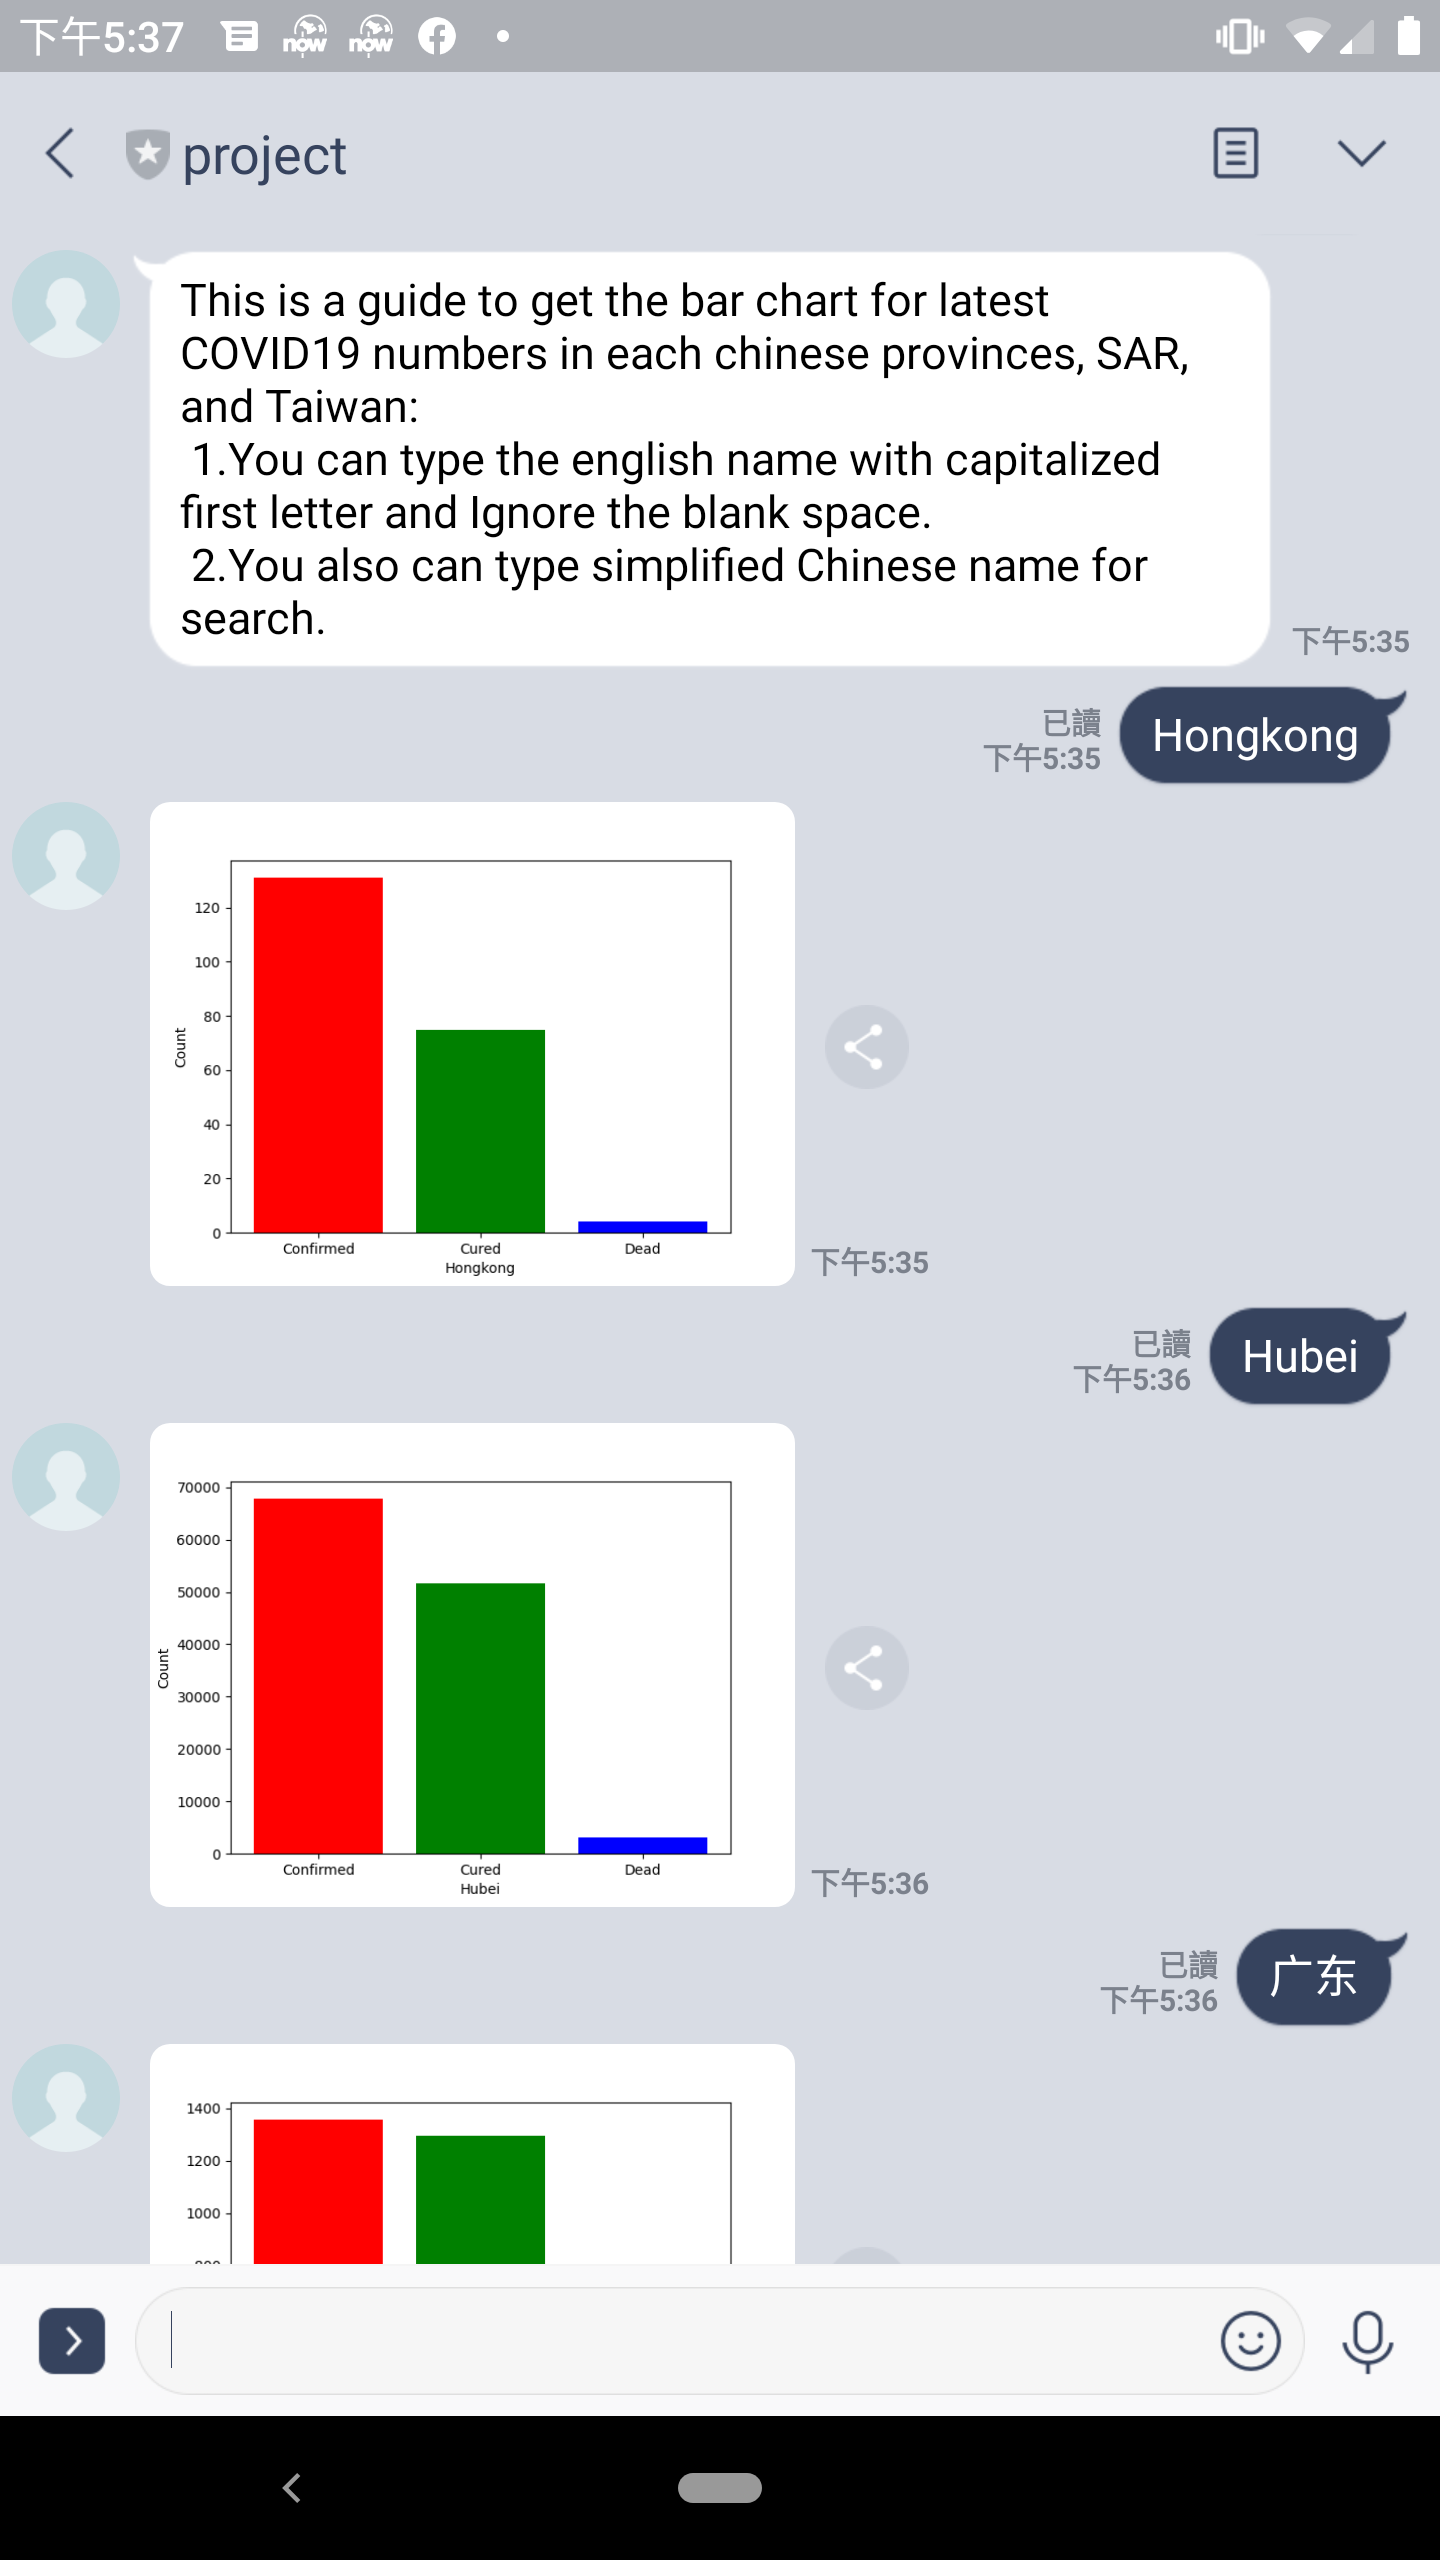 下午5:37
now now
project
This is a guide to get the bar chart for latest
COVID19 numbers in each chinese provinces, SAR,
and Taiwan:
1.You can type the english name with capitalized
first letter and Ignore the blank space.
2.You also can type simplified Chinese name for
search.
下午5:35
已讀
下午5:35
Hongkong
120
100
80
60
40
20
0
Count
Confirmed Cured Dead
Hongkong
下午5:35
已讀
下午5:36
Hubei
70000
60000
50000
40000
30000
20000
10000
0
Count
Confirmed Cured Dead
Hubei
下午5:36
已讀
下午5:36
广东
1400
1200
1000